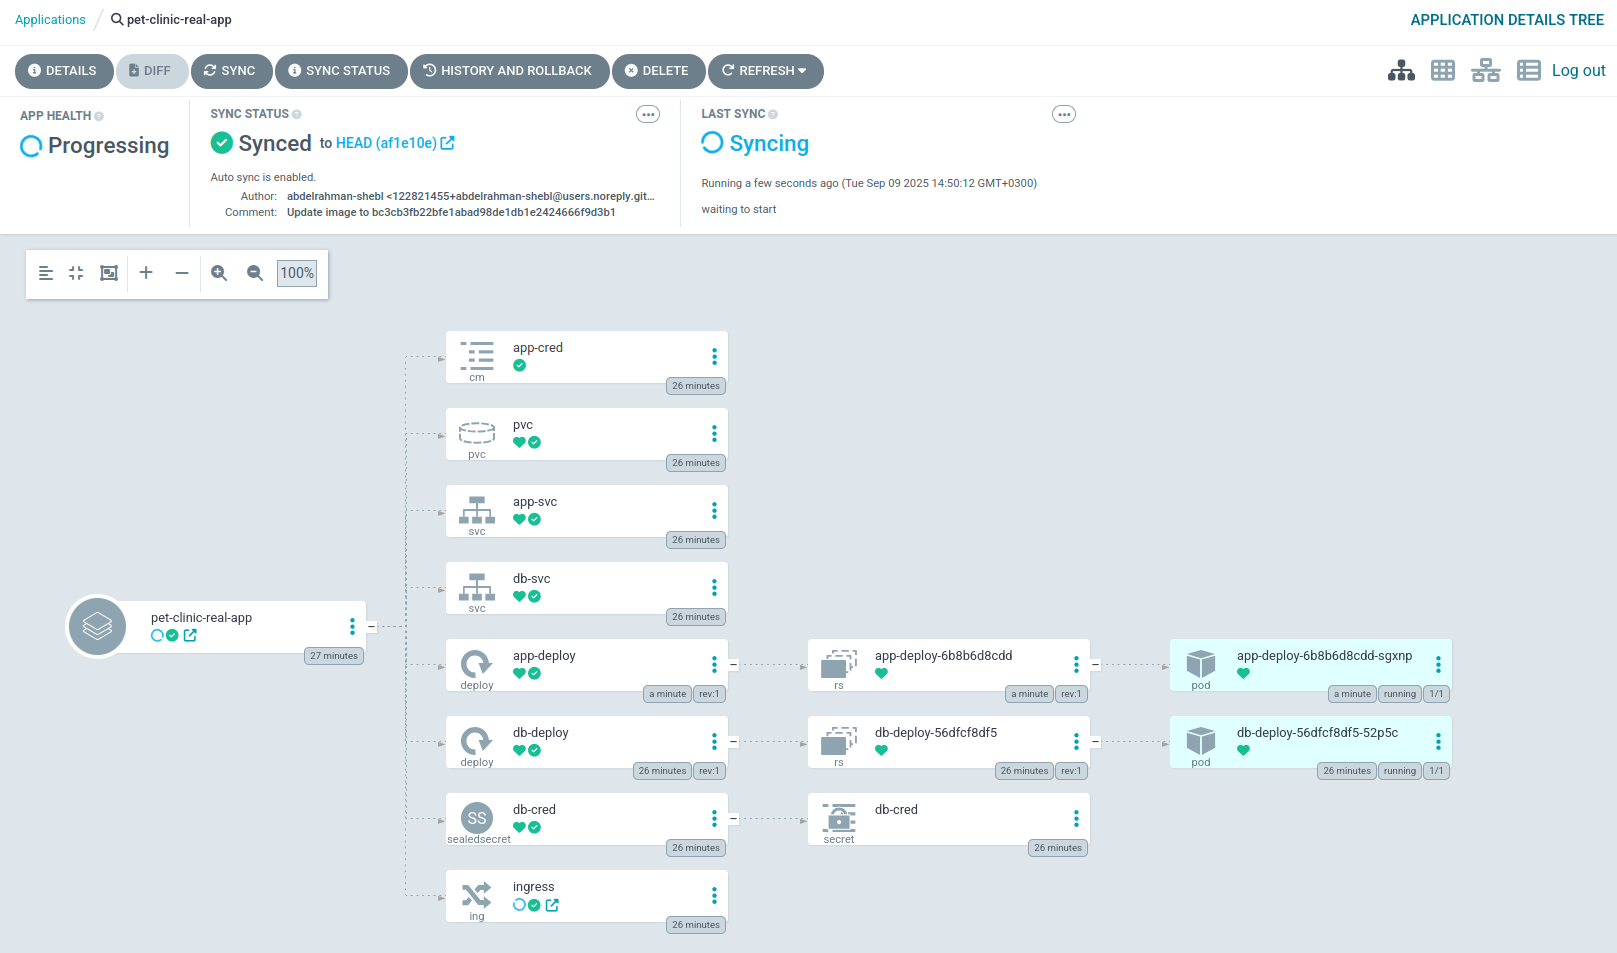 Applications / pet-clinic-real-app
APPLICATION DETAILS TREE
DETAILS DIFF SYNC SYNC STATUS HISTORY AND ROLLBACK DELETE REFRESH
Log out
APP HEALTH
Progressing
SYNC STATUS
Synced to HEAD (af1e10e)
Auto sync is enabled.
Author: abdelrahman-shebl <122821455+abdelrahman-shebl@users.noreply.git...
Comment: Update image to bc3cb3fb22bfe1abad98de1db1e2424666f9d3b1
LAST SYNC
Syncing
Running a few seconds ago (Tue Sep 09 2025 14:50:12 GMT+0300)
waiting to start
100%
pet-clinic-real-app
27 minutes
app-cred
cm
26 minutes
pvc
pvc
26 minutes
app-svc
svc
26 minutes
db-svc
svc
26 minutes
app-deploy
deploy
a minute rev:1
app-deploy-6b8b6d8cdd
rs
a minute rev:1
app-deploy-6b8b6d8cdd-sgxnp
pod
a minute running 1/1
db-deploy
deploy
26 minutes rev:1
db-deploy-56dfcf8df5
rs
26 minutes rev:1
db-deploy-56dfcf8df5-52p5c
pod
26 minutes running 1/1
SS
db-cred
sealedsecret
26 minutes
db-cred
secret
26 minutes
ingress
ing
26 minutes